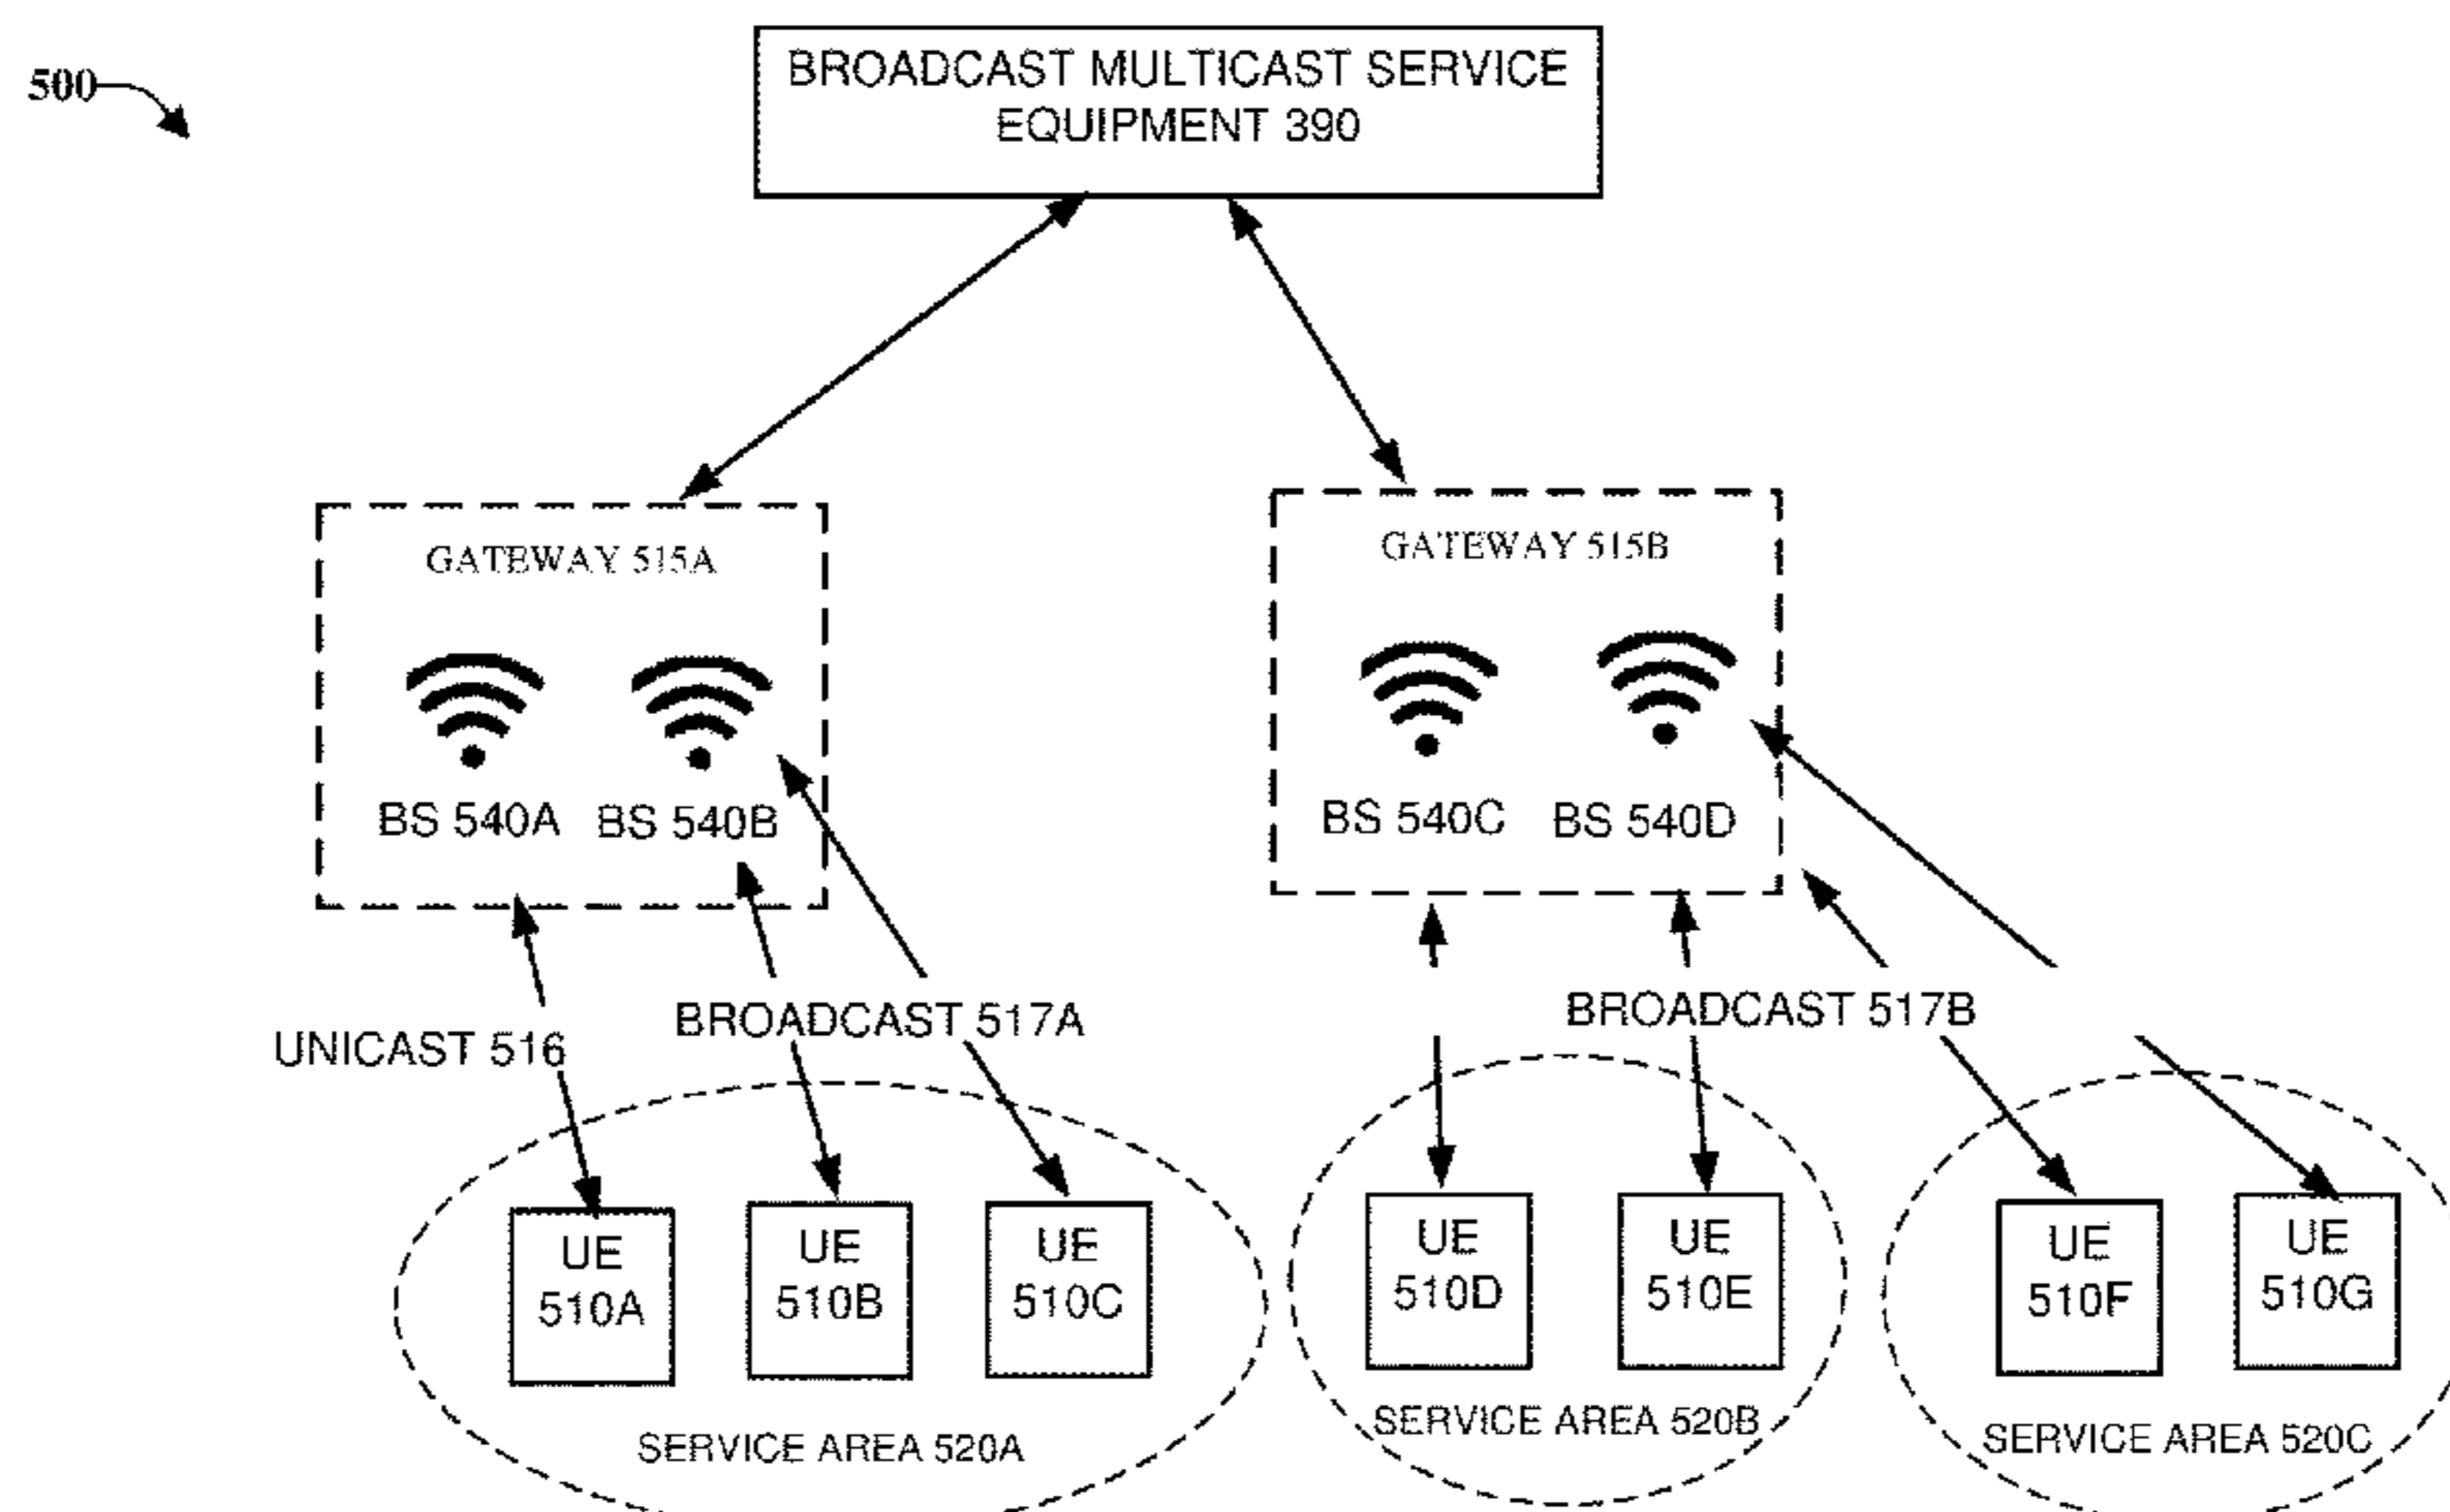 500
BROADCAST MULTICAST SERVICE
EQUIPMENT 390
GATEWAY 515A
GATEWAY 515B
BS 540A
BS 540B
BS 540C
BS 540D
UNICAST 516
BROADCAST 517A
BROADCAST 517B
UE
510A
UE
510B
UE
510C
UE
510D
UE
510E
UE
510F
UE
510G
SERVICE AREA 520A
SERVICE AREA 520B
SERVICE AREA 520C